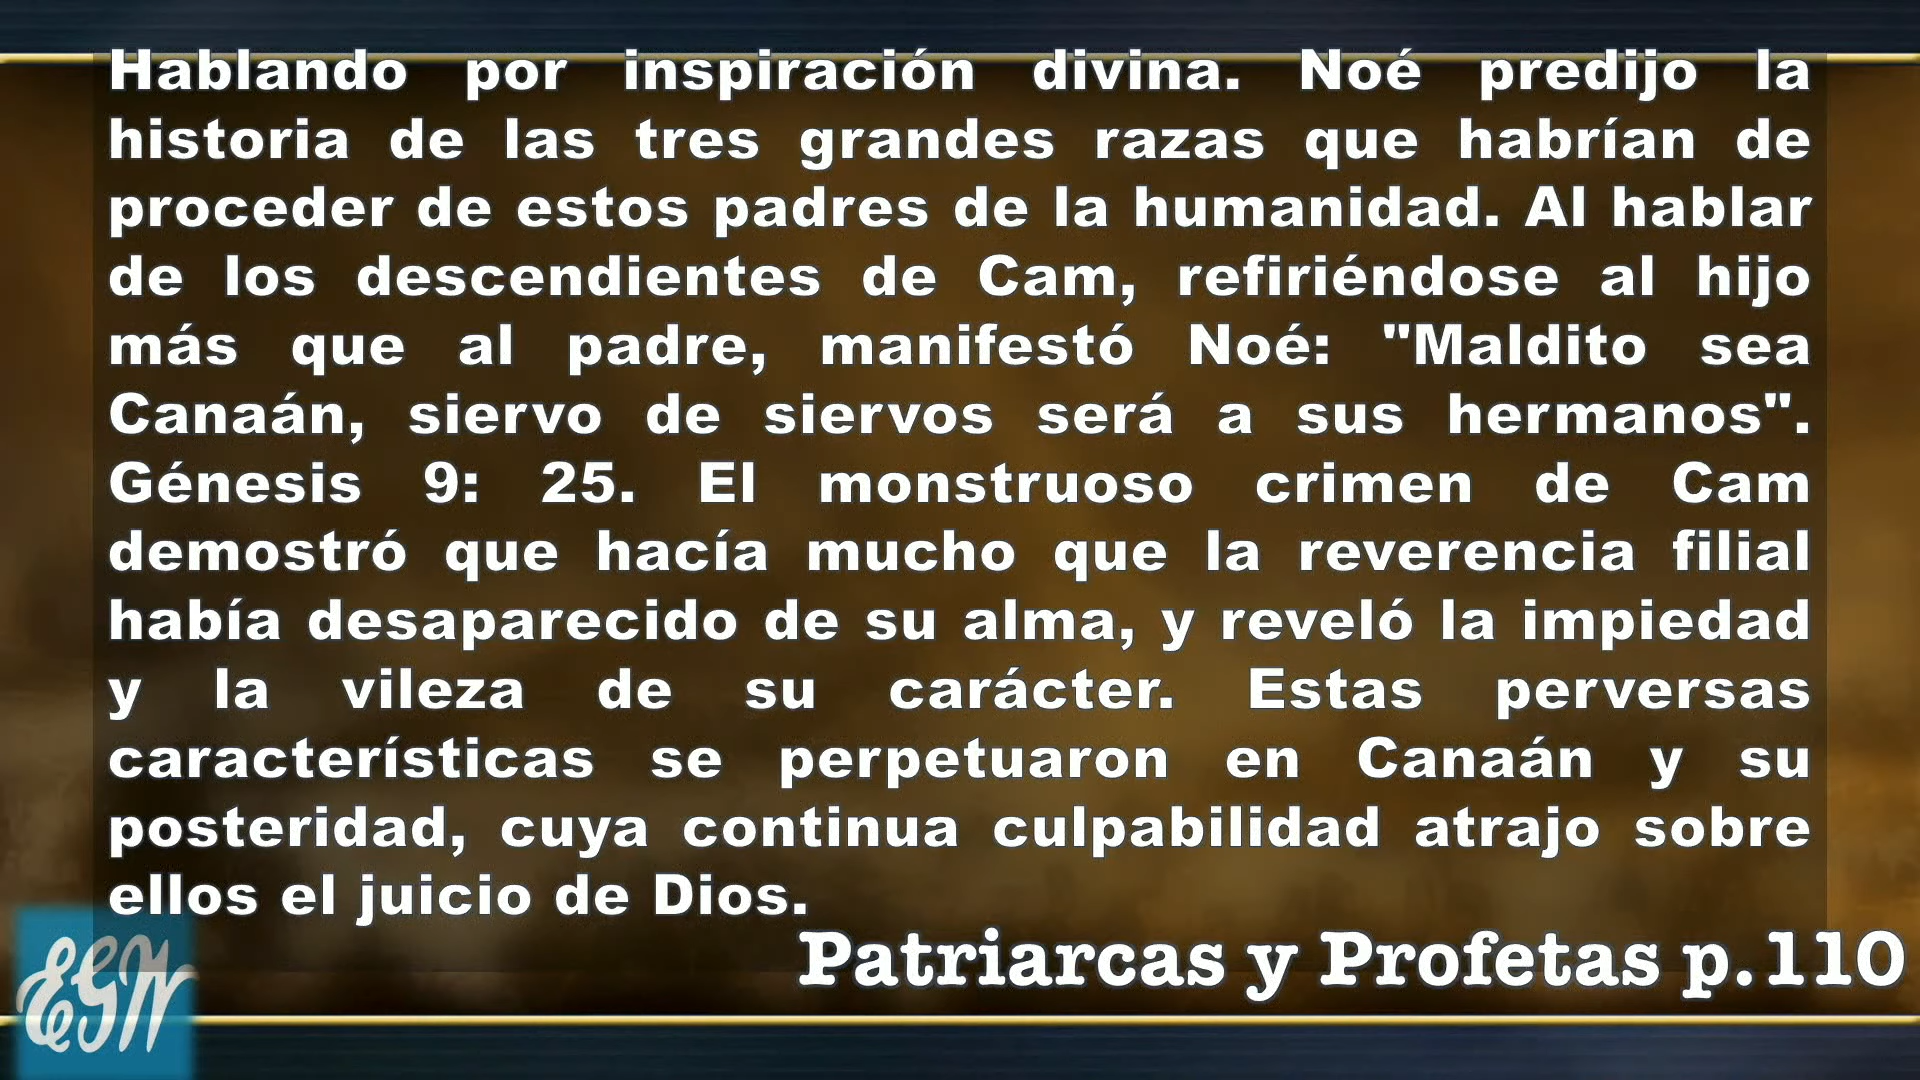 Hablando por inspiración divina. Noé predijo la
historia de las tres grandes razas que habrían de
proceder de estos padres de la humanidad. Al hablar
de los descendientes de Cam, refiriéndose al hijo
más que al padre, manifestó Noé: "Maldito sea
Canaán, siervo de siervos será a sus hermanos".
Génesis 9: 25. El monstruoso crimen de Cam
demostró que hacía mucho que la reverencia filial
había desaparecido de su alma, y reveló la impiedad
y la vileza de su carácter. Estas perversas
características se perpetuaron en Canaán y su
posteridad, cuya continua culpabilidad atrajo sobre
ellos el juicio de Dios.
Patriarcas y Profetas p.110
EGW